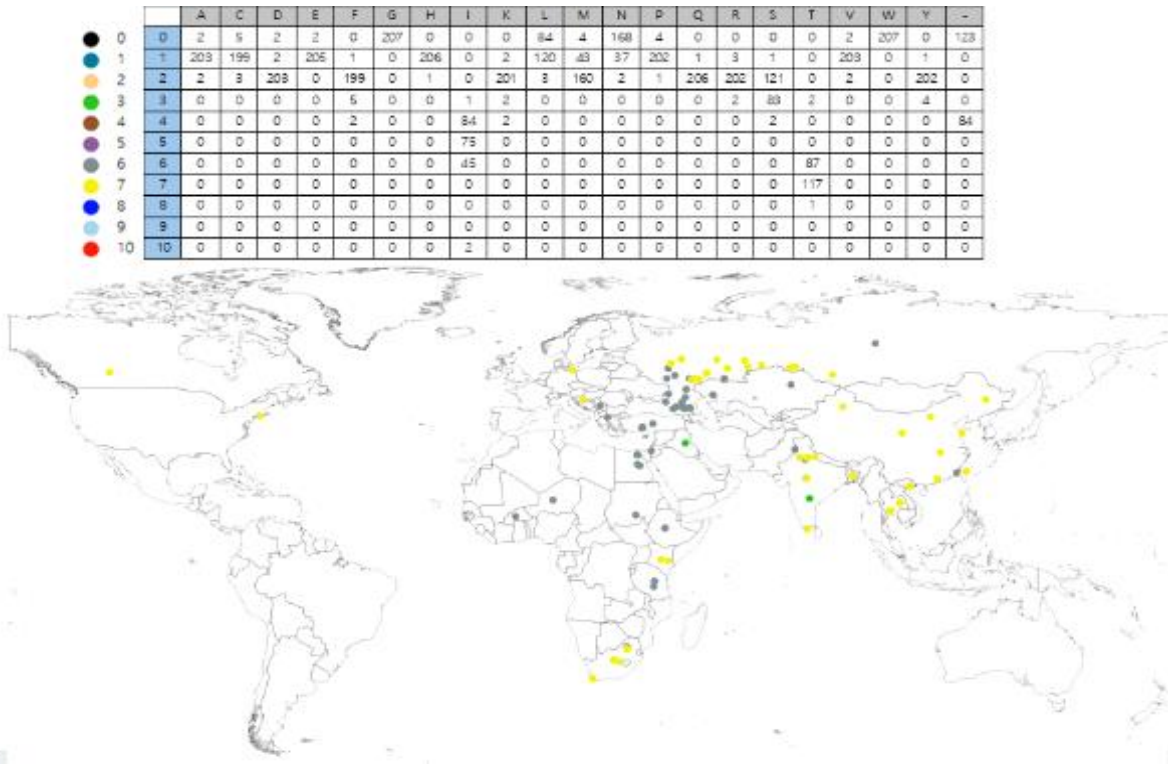 A C D E F G H I K L M N P Q R S T V W Y -
0 0 2 5 2 2 0 207 0 0 0 84 4 168 4 0 0 0 0 2 207 0 123
1 1 203 199 2 205 1 0 206 0 2 120 43 37 202 1 3 1 0 203 0 1 0
2 2 2 3 203 0 199 0 1 0 201 3 160 2 1 206 202 121 0 2 0 202 0
3 3 0 0 0 0 5 0 0 1 2 0 0 0 0 0 2 83 2 0 0 4 0
4 4 0 0 0 0 2 0 0 84 2 0 0 0 0 0 0 2 0 0 0 0 84
5 5 0 0 0 0 0 0 0 75 0 0 0 0 0 0 0 0 0 0 0 0 0
6 6 0 0 0 0 0 0 0 45 0 0 0 0 0 0 0 0 87 0 0 0 0
7 7 0 0 0 0 0 0 0 0 0 0 0 0 0 0 0 0 117 0 0 0 0
8 8 0 0 0 0 0 0 0 0 0 0 0 0 0 0 0 0 1 0 0 0 0
9 9 0 0 0 0 0 0 0 0 0 0 0 0 0 0 0 0 0 0 0 0 0
10 10 0 0 0 0 0 0 0 2 0 0 0 0 0 0 0 0 0 0 0 0 0